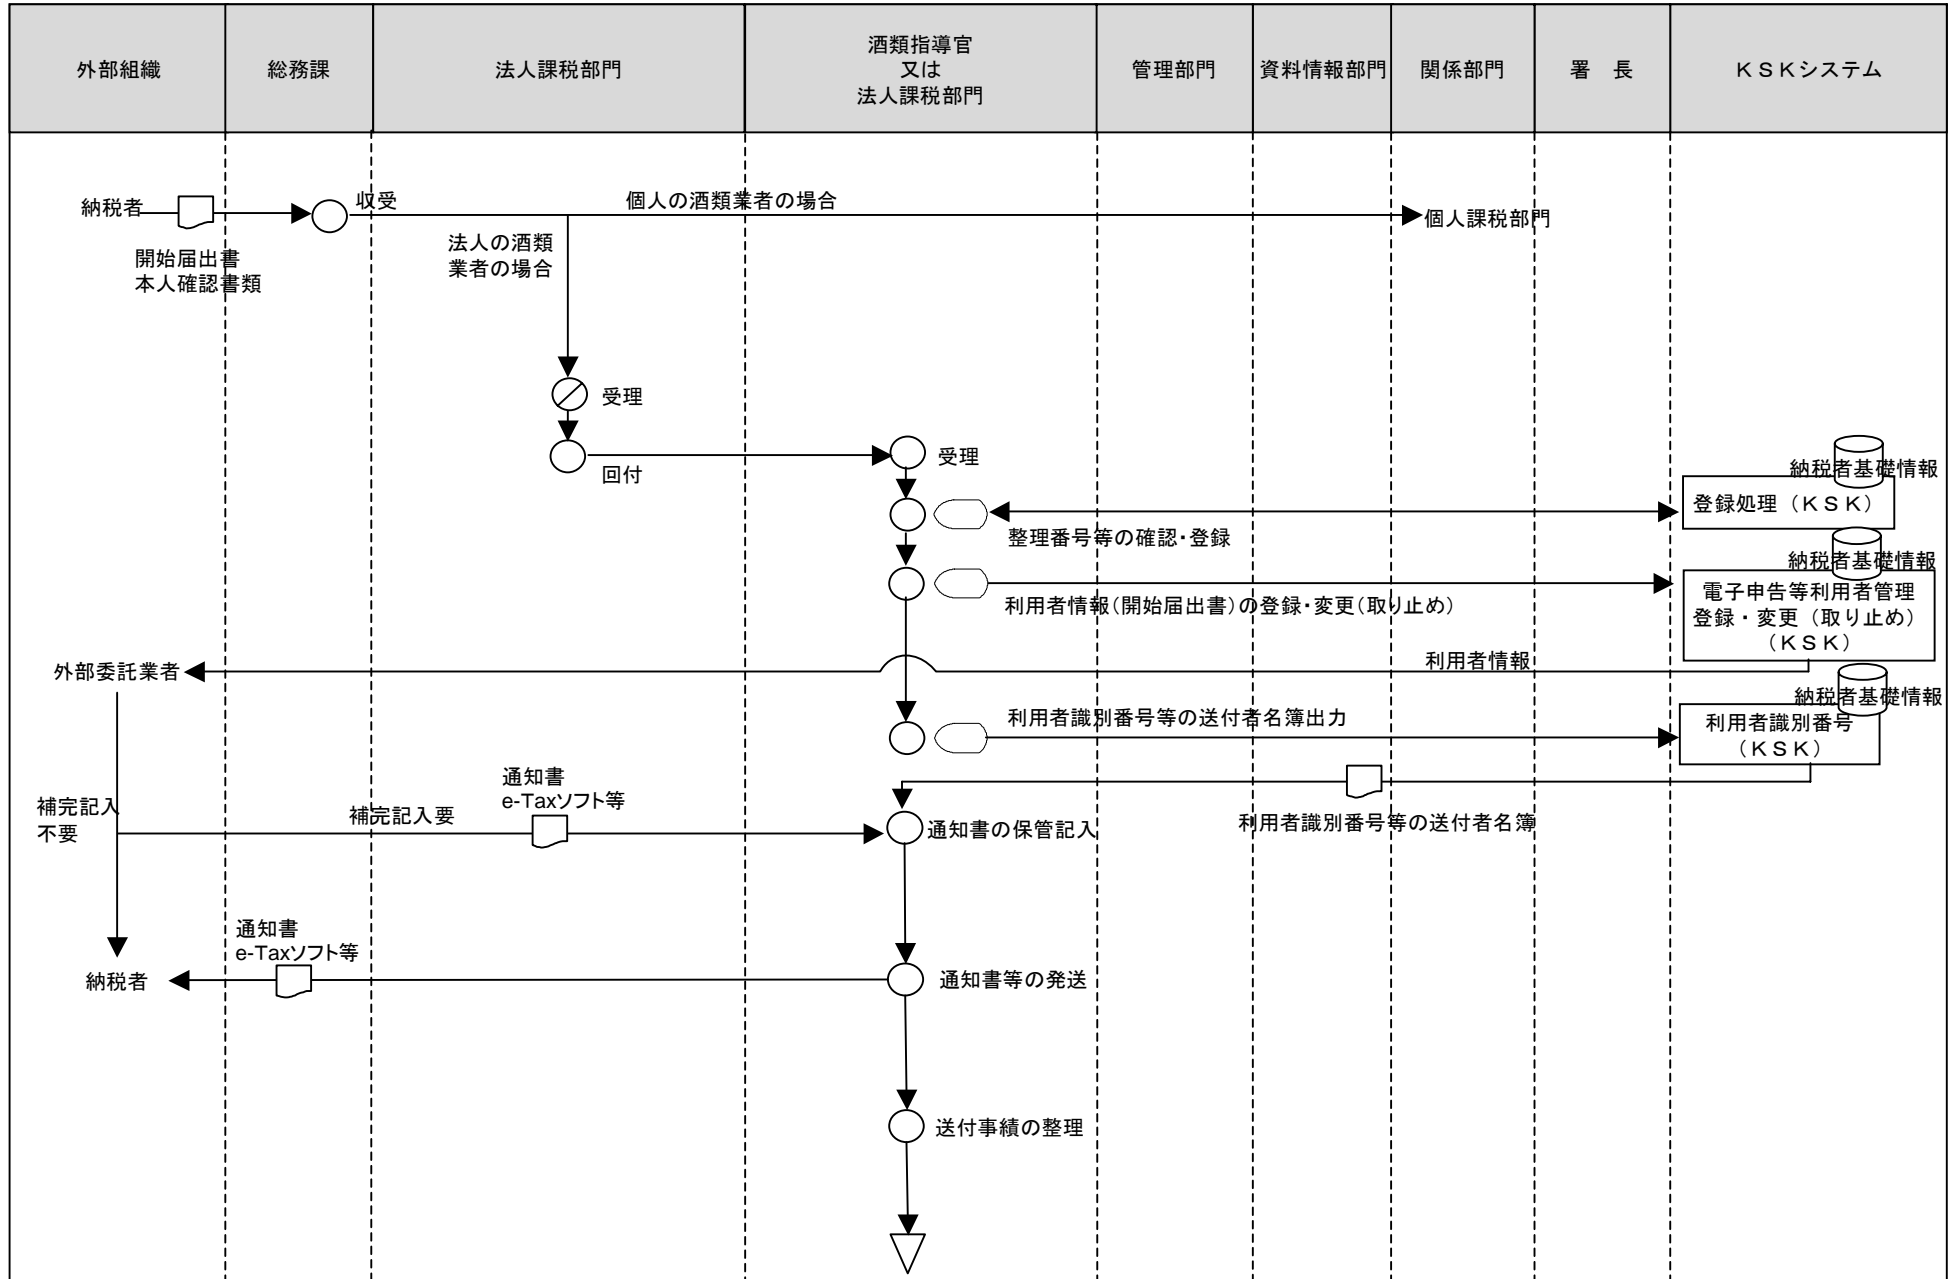 外部組織
総務課
法人課税部門
酒類指導官
又は
法人課税部門
管理部門
資料情報部門
関係部門
署　長
ＫＳＫシステム
納税者
収受
個人の酒類業者の場合
個人課税部門
開始届出書
本人確認書類
法人の酒類
業者の場合
受理
回付
受理
納税者基礎情報
登録処理（ＫＳＫ）
整理番号等の確認・登録
納税者基礎情報
電子申告等利用者管理
登録・変更（取り止め）
（ＫＳＫ）
利用者情報（開始届出書）の登録・変更（取り止め）
外部委託業者
利用者情報
納税者基礎情報
利用者識別番号
（ＫＳＫ）
利用者識別番号等の送付者名簿出力
通知書
e-Taxソフト等
補完記入
不要
補完記入要
通知書の保管記入
利用者識別番号等の送付者名簿
通知書
e-Taxソフト等
納税者
通知書等の発送
送付事績の整理